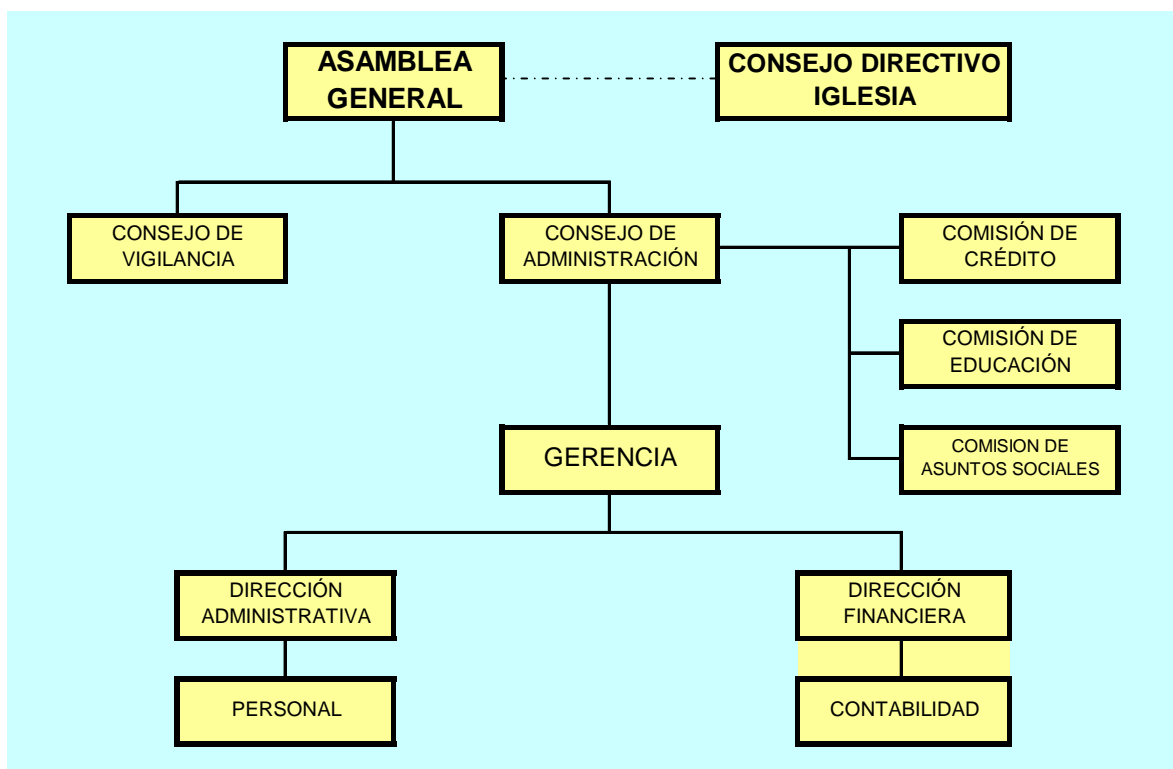 ASAMBLEA
GENERAL
CONSEJO DIRECTIVO
IGLESIA
CONSEJO DE
VIGILANCIA
CONSEJO DE
ADMINISTRACIÓN
COMISIÓN DE
CRÉDITO
COMISIÓN DE
EDUCACIÓN
GERENCIA
COMISION DE
ASUNTOS SOCIALES
DIRECCIÓN
ADMINISTRATIVA
DIRECCIÓN
FINANCIERA
PERSONAL
CONTABILIDAD